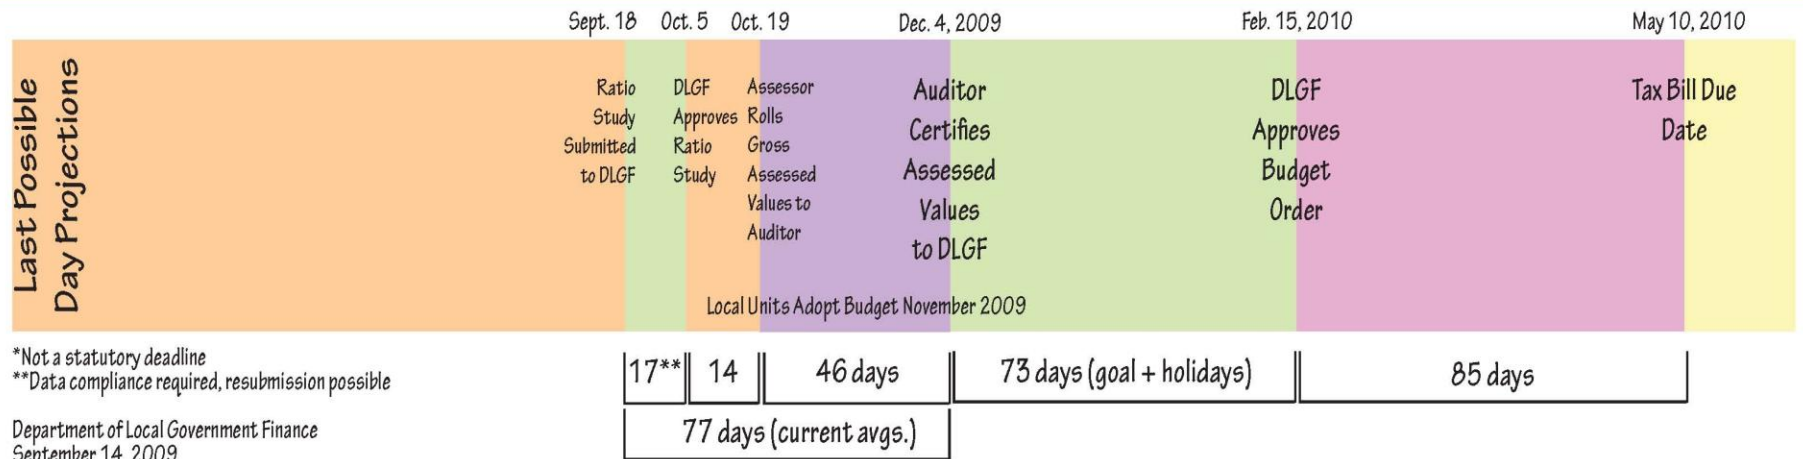 Sept. 18 Oct. 5 Oct. 19 Dec. 4, 2009 Feb. 15, 2010 May 10, 2010
Last Possible
Day Projections
Ratio
Study
Submitted
to DLGF
DLGF
Approves
Ratio
Study
Assessor
Rolls
Gross
Assessed
Values to
Auditor
Auditor
Certifies
Assessed
Values
to DLGF
DLGF
Approves
Budget
Order
Tax Bill Due
Date
Local Units Adopt Budget November 2009
*Not a statutory deadline
**Data compliance required, resubmission possible
17** 14 46 days 73 days (goal + holidays) 85 days
77 days (current avgs.)
Department of Local Government Finance
September 14, 2009